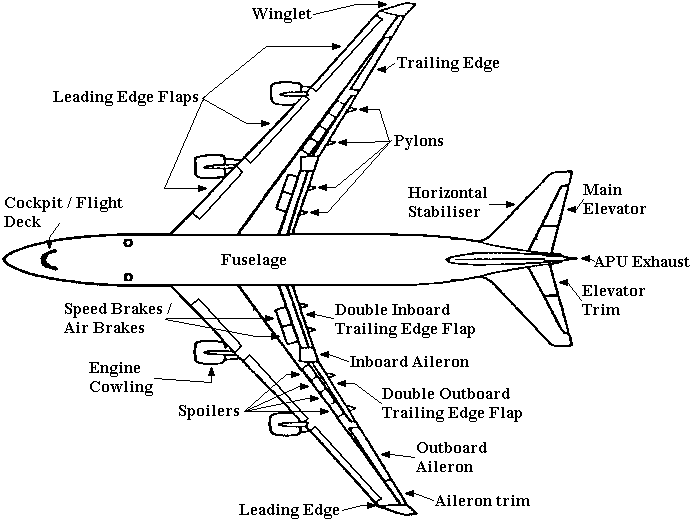 Winglet
Trailing Edge
Leading Edge Flaps
Pylons
Horizontal
Stabiliser
Main
Elevator
Cockpit / Flight
Deck
Fuselage
APU Exhaust
Elevator
Trim
Speed Brakes /
Air Brakes
Double Inboard
Trailing Edge Flap
Inboard Aileron
Engine
Cowling
Double Outboard
Trailing Edge Flap
Spoilers
Outboard
Aileron
Leading Edge
Aileron trim